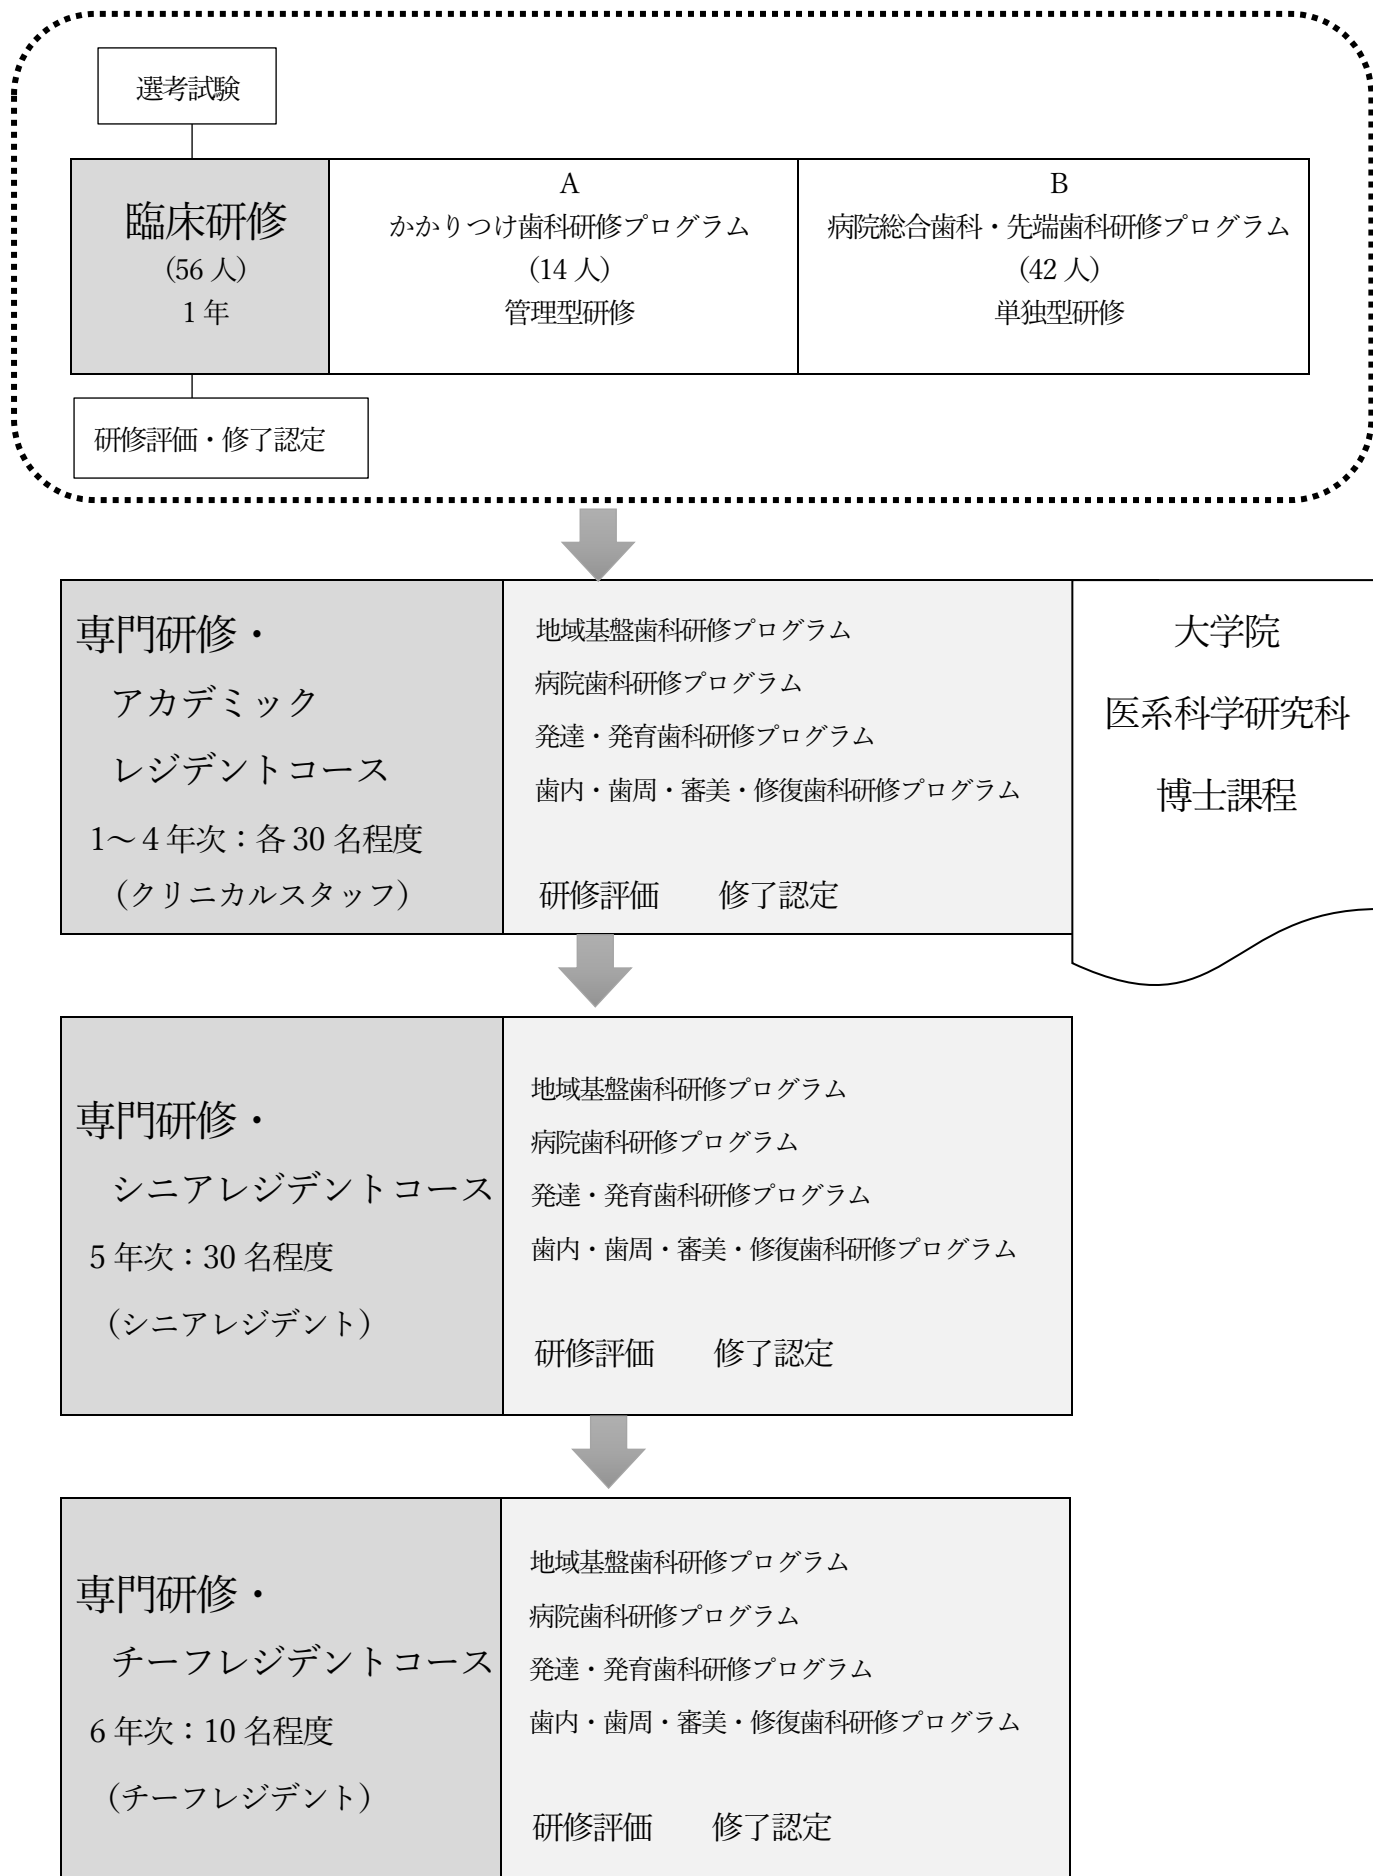 選考試験
臨床研修
（56 人）
1 年
A
かかりつけ歯科研修プログラム
（14 人）
管理型研修
B
病院総合歯科・先端歯科研修プログラム
（42 人）
単独型研修
研修評価・修了認定
専門研修・
アカデミック
レジデントコース
1～４年次：各 30 名程度
（クリニカルスタッフ）
地域基盤歯科研修プログラム
病院歯科研修プログラム
発達・発育歯科研修プログラム
歯内・歯周・審美・修復歯科研修プログラム
研修評価　　修了認定
大学院
医系科学研究科
博士課程
専門研修・
シニアレジデントコース
5 年次：30 名程度
（シニアレジデント）
地域基盤歯科研修プログラム
病院歯科研修プログラム
発達・発育歯科研修プログラム
歯内・歯周・審美・修復歯科研修プログラム
研修評価　　修了認定
専門研修・
チーフレジデントコース
6 年次：10 名程度
（チーフレジデント）
地域基盤歯科研修プログラム
病院歯科研修プログラム
発達・発育歯科研修プログラム
歯内・歯周・審美・修復歯科研修プログラム
研修評価　　修了認定